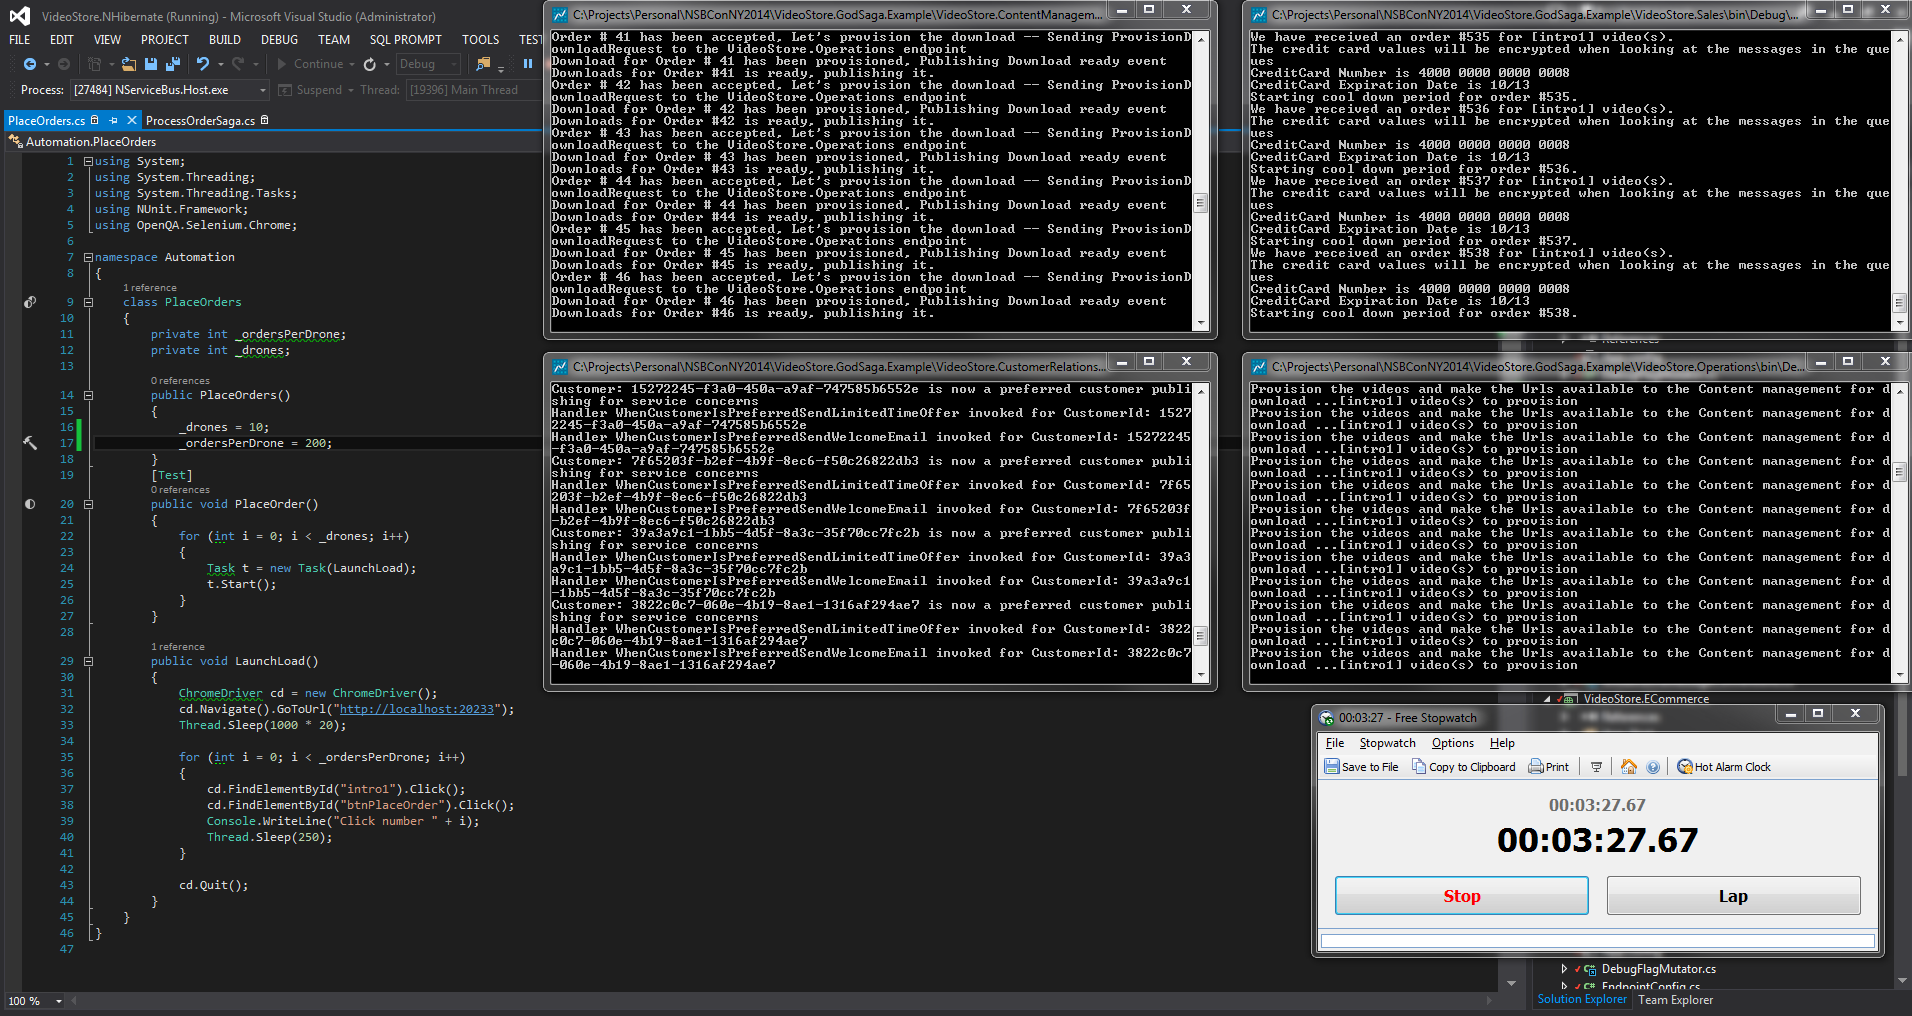 VideoStore.NHibernate (Running) - Microsoft Visual Studio (Administrator)
FILE EDIT VIEW PROJECT BUILD DEBUG TEAM SQL PROMPT TOOLS TEST
Continue Debug
Process: [27484] NServiceBus.Host.exe Suspend Thread: [19396] Main Thread
PlaceOrders.cs ProcessOrderSaga.cs
Automation.PlaceOrders
1 using System;
2 using System.Threading;
3 using System.Threading.Tasks;
4 using NUnit.Framework;
5 using OpenQA.Selenium.Chrome;
6
7 namespace Automation
8 {
1 reference
9 class PlaceOrders
10 {
11 private int _ordersPerDrone;
12 private int _drones;
13
0 references
14 public PlaceOrders()
15 {
16 _drones = 10;
17 _ordersPerDrone = 200;
18 }
19 [Test]
0 references
20 public void PlaceOrder()
21 {
22 for (int i = 0; i < _drones; i++)
23 {
24 Task t = new Task(LaunchLoad);
25 t.Start();
26 }
27 }
28
1 reference
29 public void LaunchLoad()
30 {
31 ChromeDriver cd = new ChromeDriver();
32 cd.Navigate().GoToUrl("http://localhost:20233");
33 Thread.Sleep(1000 * 20);
34
35 for (int i = 0; i < _ordersPerDrone; i++)
36 {
37 cd.FindElementById("intro1").Click();
38 cd.FindElementById("btnPlaceOrder").Click();
39 Console.WriteLine("Click number " + i);
40 Thread.Sleep(250);
41 }
42
43 cd.Quit();
44 }
45 }
46 }
47
100 %
C:\Projects\Personal\NSBConNY2014\VideoStore.GodSaga.Example\VideoStore.ContentManagem...
Order # 41 has been accepted, Let's provision the download -- Sending ProvisionD
ownloadRequest to the VideoStore.Operations endpoint
Download for Order # 41 has been provisioned, Publishing Download ready event
Downloads for Order #41 is ready, publishing it.
Order # 42 has been accepted, Let's provision the download -- Sending ProvisionD
ownloadRequest to the VideoStore.Operations endpoint
Download for Order # 42 has been provisioned, Publishing Download ready event
Downloads for Order #42 is ready, publishing it.
Order # 43 has been accepted, Let's provision the download -- Sending ProvisionD
ownloadRequest to the VideoStore.Operations endpoint
Download for Order # 43 has been provisioned, Publishing Download ready event
Downloads for Order #43 is ready, publishing it.
Order # 44 has been accepted, Let's provision the download -- Sending ProvisionD
ownloadRequest to the VideoStore.Operations endpoint
Download for Order # 44 has been provisioned, Publishing Download ready event
Downloads for Order #44 is ready, publishing it.
Order # 45 has been accepted, Let's provision the download -- Sending ProvisionD
ownloadRequest to the VideoStore.Operations endpoint
Download for Order # 45 has been provisioned, Publishing Download ready event
Downloads for Order #45 is ready, publishing it.
Order # 46 has been accepted, Let's provision the download -- Sending ProvisionD
ownloadRequest to the VideoStore.Operations endpoint
Download for Order # 46 has been provisioned, Publishing Download ready event
Downloads for Order #46 is ready, publishing it.
C:\Projects\Personal\NSBConNY2014\VideoStore.GodSaga.Example\VideoStore.Sales\bin\Debug\...
We have received an order #535 for [intro1] video(s).
The credit card values will be encrypted when looking at the messages in the que
ues
CreditCard Number is 4000 0000 0000 0008
CreditCard Expiration Date is 10/13
Starting cool down period for order #535.
We have received an order #536 for [intro1] video(s).
The credit card values will be encrypted when looking at the messages in the que
ues
CreditCard Number is 4000 0000 0000 0008
CreditCard Expiration Date is 10/13
Starting cool down period for order #536.
We have received an order #537 for [intro1] video(s).
The credit card values will be encrypted when looking at the messages in the que
ues
CreditCard Number is 4000 0000 0000 0008
CreditCard Expiration Date is 10/13
Starting cool down period for order #537.
We have received an order #538 for [intro1] video(s).
The credit card values will be encrypted when looking at the messages in the que
ues
CreditCard Number is 4000 0000 0000 0008
CreditCard Expiration Date is 10/13
Starting cool down period for order #538.
C:\Projects\Personal\NSBConNY2014\VideoStore.GodSaga.Example\VideoStore.CustomerRelations...
Customer: 15272245-f3a0-450a-a9af-747585b6552e is now a preferred customer publi
shing for service concerns
Handler WhenCustomerIsPreferredSendLimitedTimeOffer invoked for CustomerId: 1527
2245-f3a0-450a-a9af-747585b6552e
Handler WhenCustomerIsPreferredSendWelcomeEmail invoked for CustomerId: 15272245
-f3a0-450a-a9af-747585b6552e
Customer: 7f65203f-b2ef-4b9f-8ec6-f50c26822db3 is now a preferred customer publi
shing for service concerns
Handler WhenCustomerIsPreferredSendLimitedTimeOffer invoked for CustomerId: 7f65
203f-b2ef-4b9f-8ec6-f50c26822db3
Handler WhenCustomerIsPreferredSendWelcomeEmail invoked for CustomerId: 7f65203f
-b2ef-4b9f-8ec6-f50c26822db3
Customer: 39a3a9c1-1bb5-4d5f-8a3c-35f70cc7fc2b is now a preferred customer publi
shing for service concerns
Handler WhenCustomerIsPreferredSendLimitedTimeOffer invoked for CustomerId: 39a3
a9c1-1bb5-4d5f-8a3c-35f70cc7fc2b
Handler WhenCustomerIsPreferredSendWelcomeEmail invoked for CustomerId: 39a3a9c1
-1bb5-4d5f-8a3c-35f70cc7fc2b
Customer: 3822c0c7-060e-4b19-8ae1-1316af294ae7 is now a preferred customer publi
shing for service concerns
Handler WhenCustomerIsPreferredSendLimitedTimeOffer invoked for CustomerId: 3822
c0c7-060e-4b19-8ae1-1316af294ae7
Handler WhenCustomerIsPreferredSendWelcomeEmail invoked for CustomerId: 3822c0c7
-060e-4b19-8ae1-1316af294ae7
C:\Projects\Personal\NSBConNY2014\VideoStore.GodSaga.Example\VideoStore.Operations\bin\De...
Provision the videos and make the Urls available to the Content management for d
ownload ...[intro1] video(s) to provision
Provision the videos and make the Urls available to the Content management for d
ownload ...[intro1] video(s) to provision
Provision the videos and make the Urls available to the Content management for d
ownload ...[intro1] video(s) to provision
Provision the videos and make the Urls available to the Content management for d
ownload ...[intro1] video(s) to provision
Provision the videos and make the Urls available to the Content management for d
ownload ...[intro1] video(s) to provision
Provision the videos and make the Urls available to the Content management for d
ownload ...[intro1] video(s) to provision
Provision the videos and make the Urls available to the Content management for d
ownload ...[intro1] video(s) to provision
Provision the videos and make the Urls available to the Content management for d
ownload ...[intro1] video(s) to provision
Provision the videos and make the Urls available to the Content management for d
ownload ...[intro1] video(s) to provision
Provision the videos and make the Urls available to the Content management for d
ownload ...[intro1] video(s) to provision
Provision the videos and make the Urls available to the Content management for d
ownload ...[intro1] video(s) to provision
Provision the videos and make the Urls available to the Content management for d
ownload ...[intro1] video(s) to provision
VideoStore.ECommerce
00:03:27 - Free Stopwatch
File Stopwatch Options Help
Save to File Copy to Clipboard Print Hot Alarm Clock
00:03:27.67
00:03:27.67
Stop Lap
DebugFlagMutator.cs
EndpointConfig.cs
Solution Explorer Team Explorer